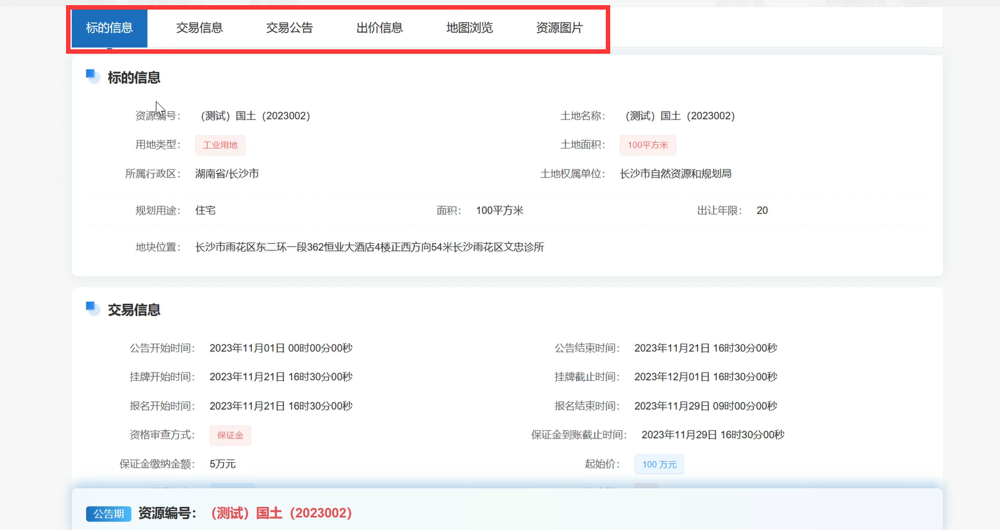 标的信息 交易信息 交易公告 出价信息 地图浏览 资源图片
标的信息
资源编号： （测试）国土（2023002） 土地名称： （测试）国土（2023002）
用地类型： 工业用地 土地面积： 100平方米
所属行政区： 湖南省/长沙市 土地权属单位： 长沙市自然资源和规划局
规划用途： 住宅 面积： 100平方米 出让年限： 20
地块位置： 长沙市雨花区东二环一段362恒业大酒店4楼正西方向54米长沙雨花区文忠诊所
交易信息
公告开始时间： 2023年11月01日 00时00分00秒 公告结束时间： 2023年11月21日 16时30分00秒
挂牌开始时间： 2023年11月21日 16时30分00秒 挂牌截止时间： 2023年12月01日 16时30分00秒
报名开始时间： 2023年11月21日 16时30分00秒 报名结束时间： 2023年11月29日 09时00分00秒
资格审查方式： 保证金 保证金到账截止时间： 2023年11月29日 16时30分00秒
保证金缴纳金额： 5万元 起始价： 100 万元
公告期 资源编号： （测试）国土（2023002）